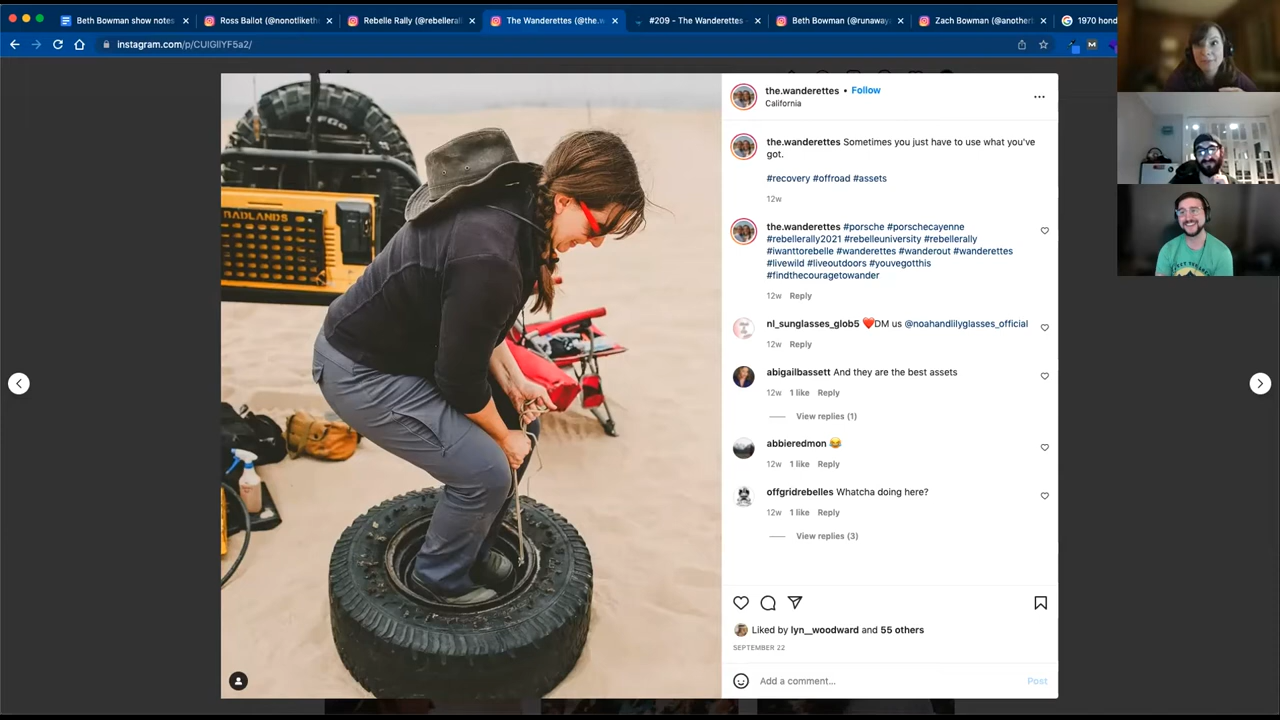 Beth Bowman show notes
Ross Ballot (@nonotlikethe
Rebelle Rally (@rebelleral
The Wanderettes (@the.w
#209 - The Wanderettes -
Beth Bowman (@runaway
Zach Bowman (@another
1970 hond
instagram.com/p/CUIGllYF5a2/
BADLANDS
the.wanderettes • Follow
California
the.wanderettes Sometimes you just have to use what you've
got.
#recovery #offroad #assets
12w
the.wanderettes #porsche #porschecayenne
#rebellerally2021 #rebelleuniversity #rebellerally
#iwanttorebelle #wanderettes #wanderout #wanderettes
#livewild #liveoutdoors #youvegotthis
#findthecouragetowander
12w Reply
nl_sunglasses_glob5 ❤️DM us @noahandlilyglasses_official
12w Reply
abigailbassett And they are the best assets
12w 1 like Reply
View replies (1)
abbieredmon 😂
12w 1 like Reply
offgridrebelles Whatcha doing here?
12w 1 like Reply
View replies (3)
Liked by lyn__woodward and 55 others
SEPTEMBER 22
Add a comment...
Post